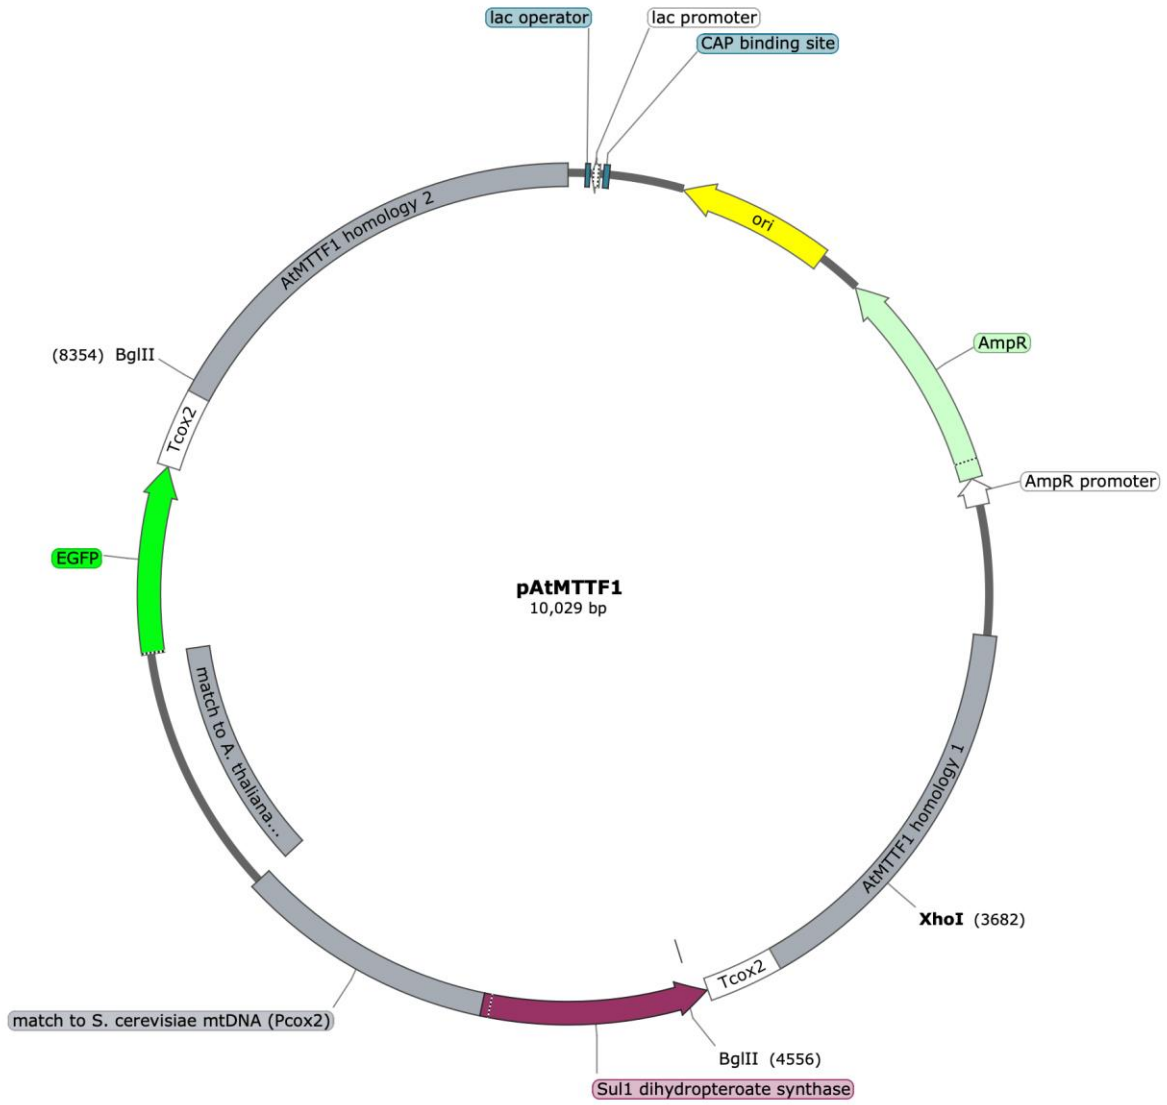 lac operator
lac promoter
CAP binding site
AtMTTF1 homology 2
ori
(8354) BglII
AmpR
Tcox2
AmpR promoter
EGFP
pAtMTTF1
10,029 bp
match to A. thaliana...
AtMTTF1 homology 1
XhoI (3682)
Tcox2
match to S. cerevisiae mtDNA (Pcox2)
BglII (4556)
Sul1 dihydropteroate synthase